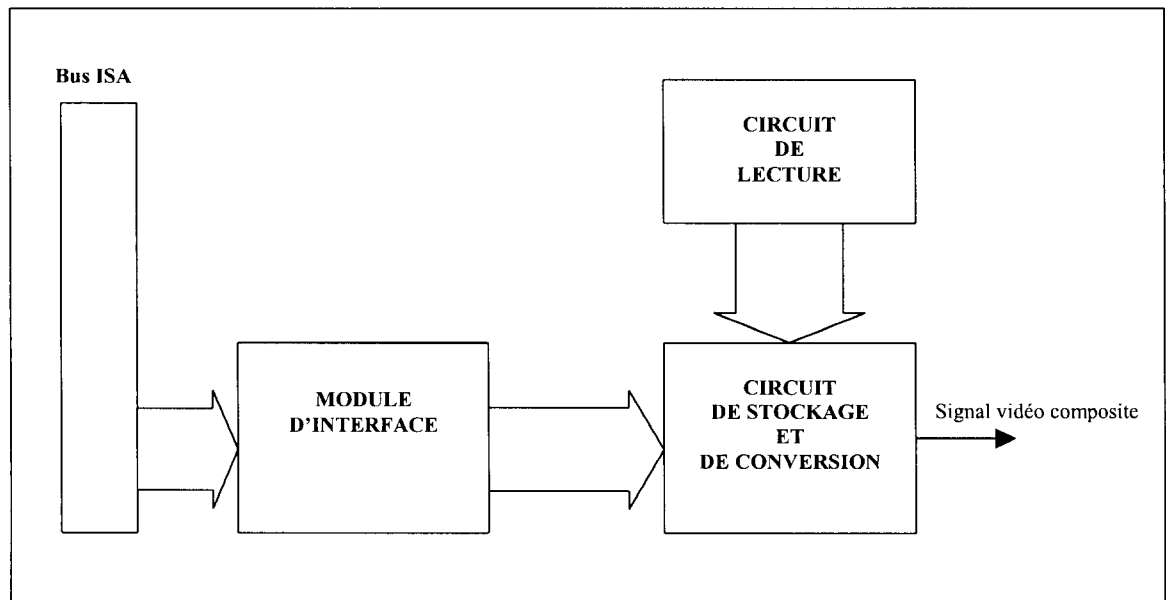 Bus ISA
CIRCUIT
DE
LECTURE
MODULE
D'INTERFACE
CIRCUIT
DE STOCKAGE
ET
DE CONVERSION
Signal vidéo composite